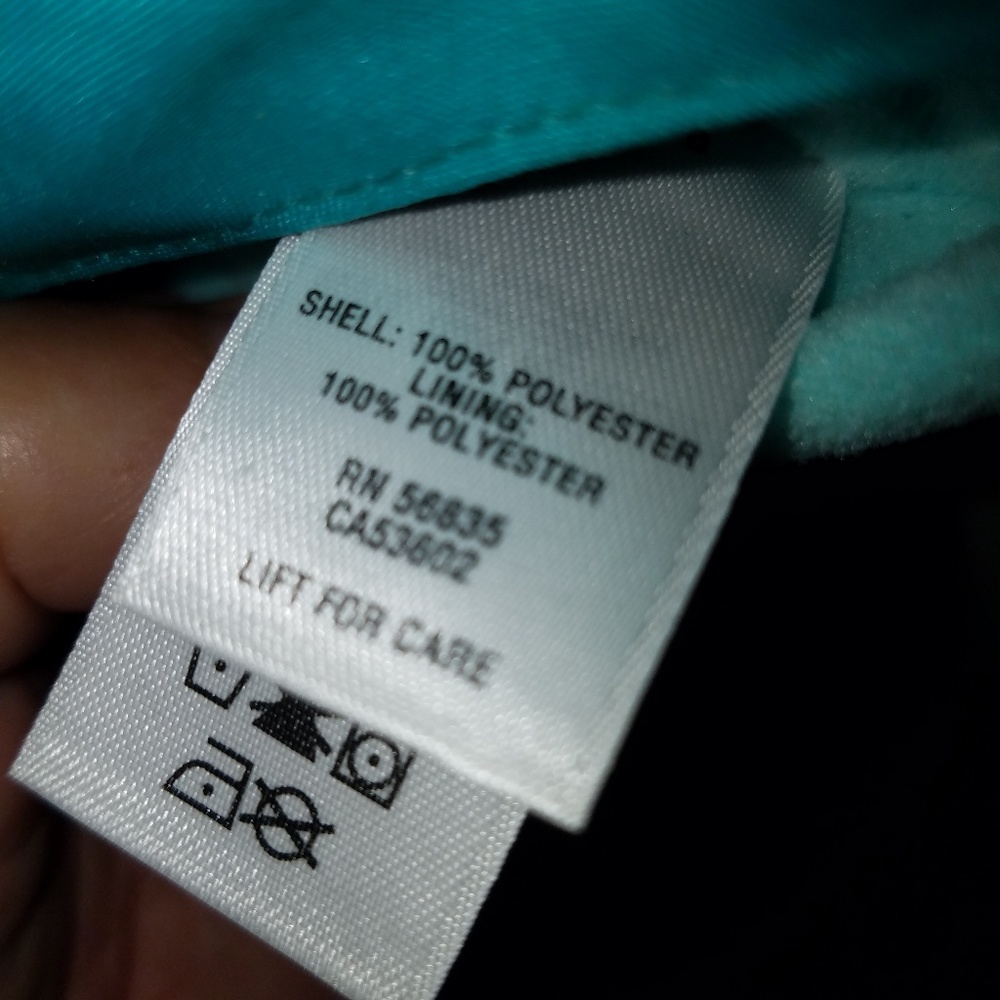 SHELL: 100% POLYESTER
LINING:
100% POLYESTER
RN 56835
CA53602
LIFT FOR CARE